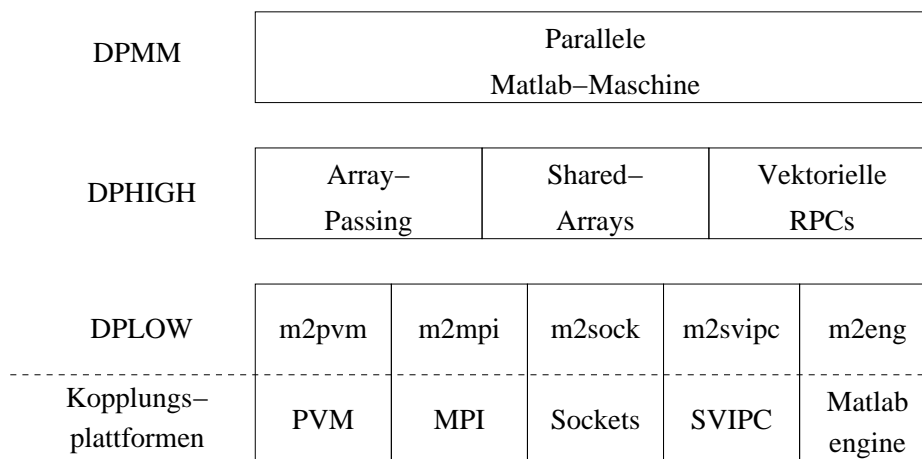 DPMM
Parallele
Matlab−Maschine
DPHIGH
Array−
Passing
Shared−
Arrays
Vektorielle
RPCs
DPLOW
m2pvm
m2mpi
m2sock
m2svipc
m2eng
Kopplungs−
plattformen
PVM
MPI
Sockets
SVIPC
Matlab
engine